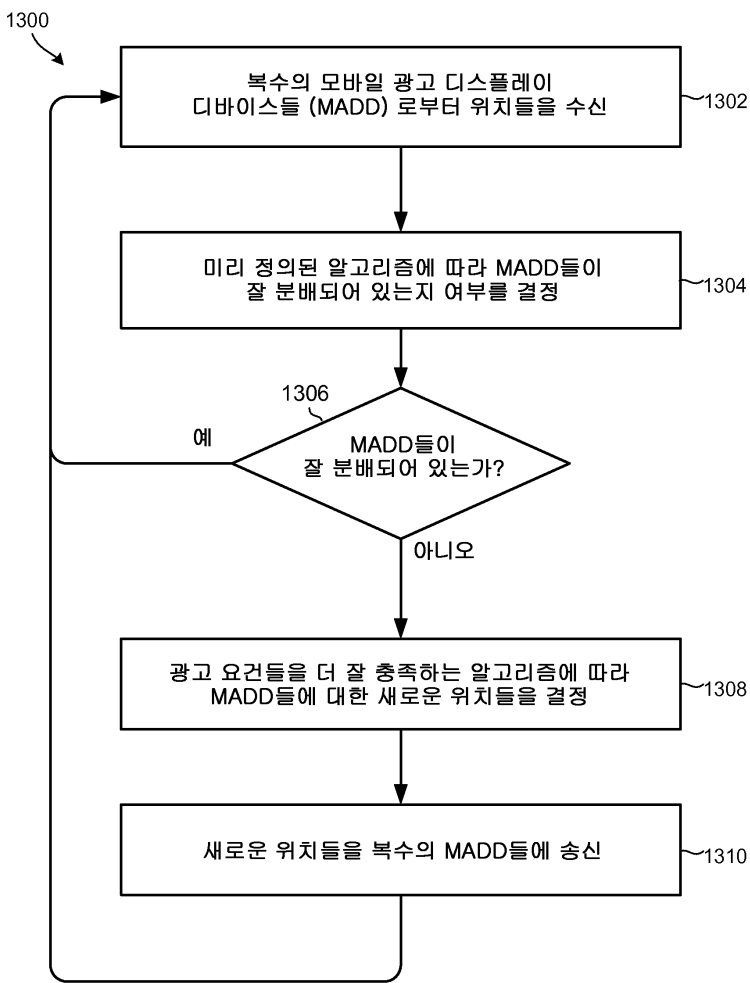 1300
복수의 모바일 광고 디스플레이
디바이스들 (MADD) 로부터 위치들을 수신
1302
미리 정의된 알고리즘에 따라 MADD들이
잘 분배되어 있는지 여부를 결정
1304
1306
MADD들이
잘 분배되어 있는가?
예
아니오
광고 요건들을 더 잘 충족하는 알고리즘에 따라
MADD들에 대한 새로운 위치들을 결정
1308
새로운 위치들을 복수의 MADD들에 송신
1310